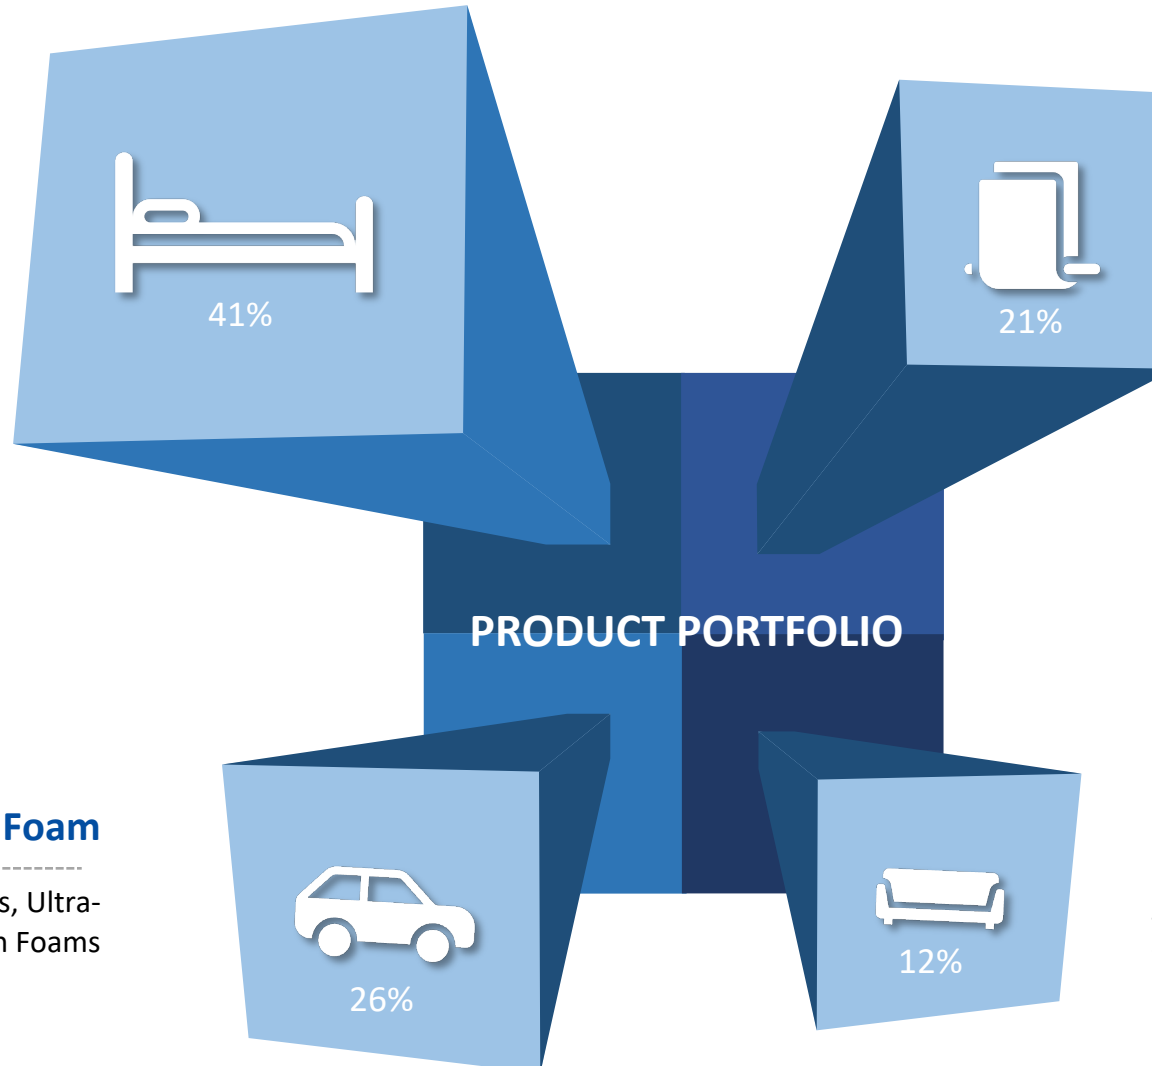 41%
21%
PRODUCT PORTFOLIO
Foam
s, Ultra-
n Foams
12%
26%